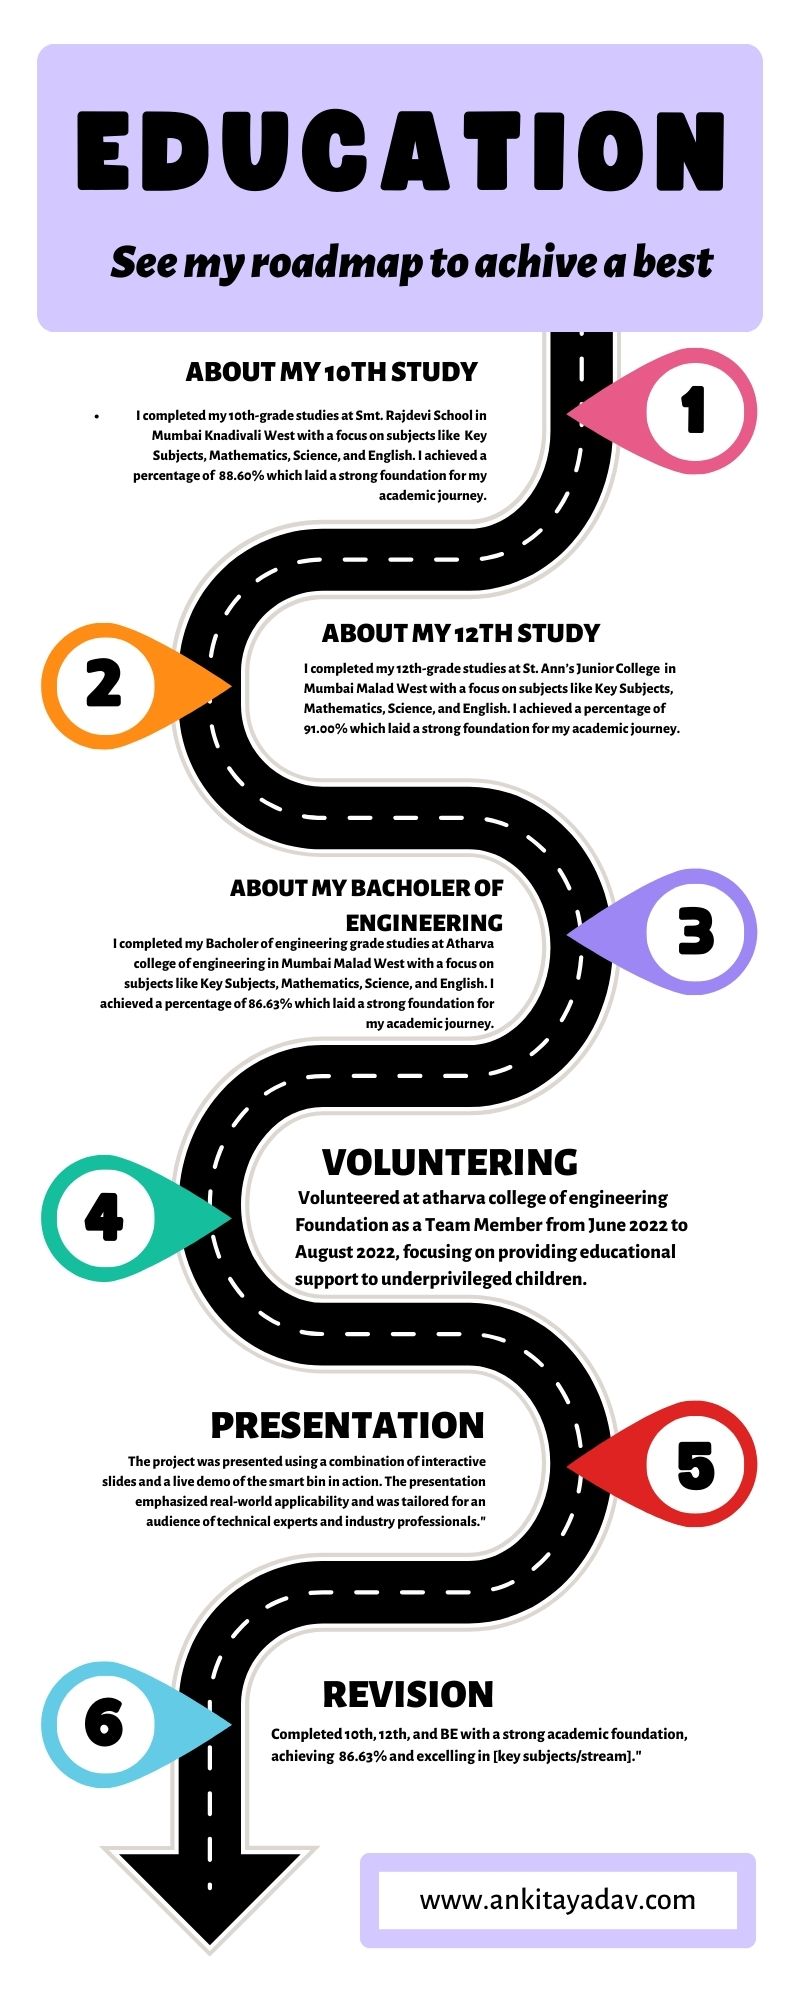 EDUCATION
See my roadmap to achive a best
ABOUT MY 10TH STUDY
1
• I completed my 10th-grade studies at Smt. Rajdevi School in
Mumbai Knadivali West with a focus on subjects like Key
Subjects, Mathematics, Science, and English. I achieved a
percentage of 88.60% which laid a strong foundation for my
academic journey.
2
ABOUT MY 12TH STUDY
I completed my 12th-grade studies at St. Ann's Junior College in
Mumbai Malad West with a focus on subjects like Key Subjects,
Mathematics, Science, and English. I achieved a percentage of
91.00% which laid a strong foundation for my academic journey.
ABOUT MY BACHOLER OF
ENGINEERING
3
I completed my Bacholer of engineering grade studies at Atharva
college of engineering in Mumbai Malad West with a focus on
subjects like Key Subjects, Mathematics, Science, and English. I
achieved a percentage of 86.63% which laid a strong foundation for
my academic journey.
4
VOLUNTERING
Volunteered at atharva college of engineering
Foundation as a Team Member from June 2022 to
August 2022, focusing on providing educational
support to underprivileged children.
PRESENTATION
5
The project was presented using a combination of interactive
slides and a live demo of the smart bin in action. The presentation
emphasized real-world applicability and was tailored for an
audience of technical experts and industry professionals."
6
REVISION
Completed 10th, 12th, and BE with a strong academic foundation,
achieving 86.63% and excelling in [key subjects/stream]."
www.ankitayadav.com